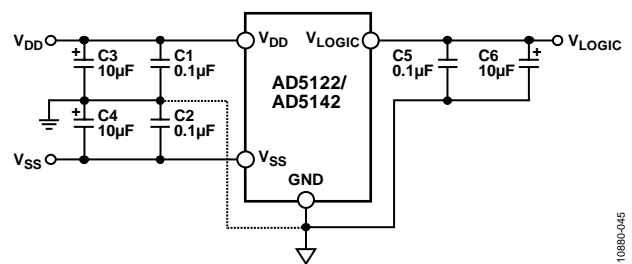 VDD
+
C3
10µF
C1
0.1µF
+
C4
10µF
C2
0.1µF
VSS
VDD
VLOGIC
AD5122/
AD5142
VSS
GND
C5
0.1µF
C6
10µF
+
VLOGIC
10880-045